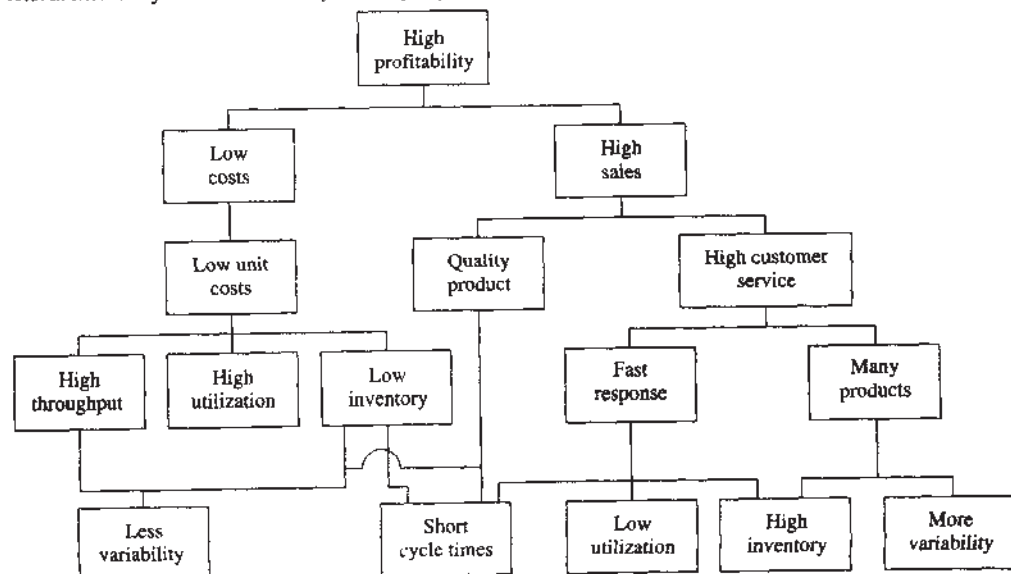 High
profitability
Low
costs
High
sales
Low unit
costs
Quality
product
High customer
service
High
throughput
High
utilization
Low
inventory
Fast
response
Many
products
Less
variability
Short
cycle times
Low
utilization
High
inventory
More
variability